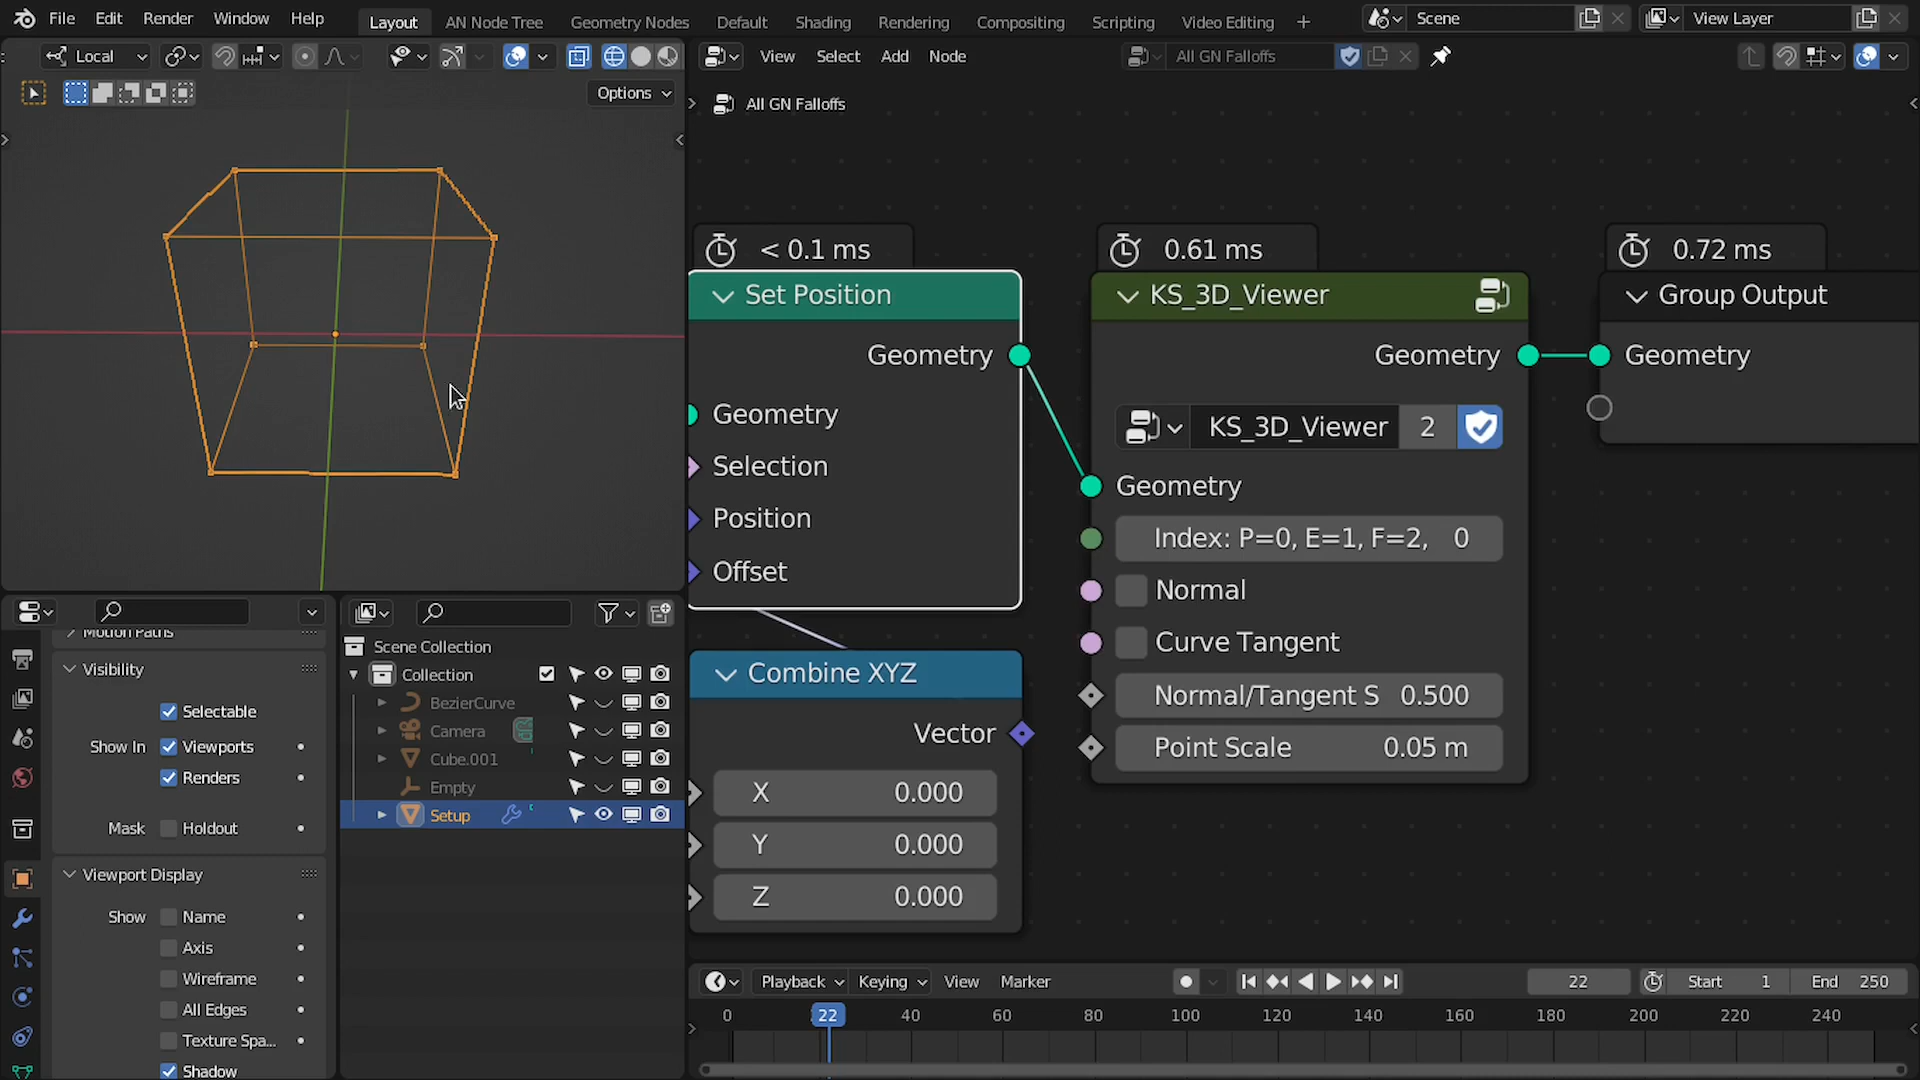 File Edit Render Window Help Layout AN Node Tree Geometry Nodes Default Shading Rendering Compositing Scripting Video Editing + Scene View Layer
Local View Select Add Node All GN Falloffs
Options
All GN Falloffs
< 0.1 ms
Set Position
Geometry
Geometry
Selection
Position
Offset
Combine XYZ
Vector
X 0.000
Y 0.000
Z 0.000
0.61 ms
KS_3D_Viewer
Geometry
KS_3D_Viewer 2
Geometry
Index: P=0, E=1, F=2, 0
Normal
Curve Tangent
Normal/Tangent S 0.500
Point Scale 0.05 m
0.72 ms
Group Output
Geometry
Motion Paths
Visibility
Selectable
Show In Viewports
Renders
Mask Holdout
Viewport Display
Show Name
Axis
Wireframe
All Edges
Texture Spa...
Shadow
Scene Collection
Collection
BezierCurve
Camera
Cube.001
Empty
Setup
Playback Keying View Marker 22 Start 1 End 250
0 22 40 60 80 100 120 140 160 180 200 220 240